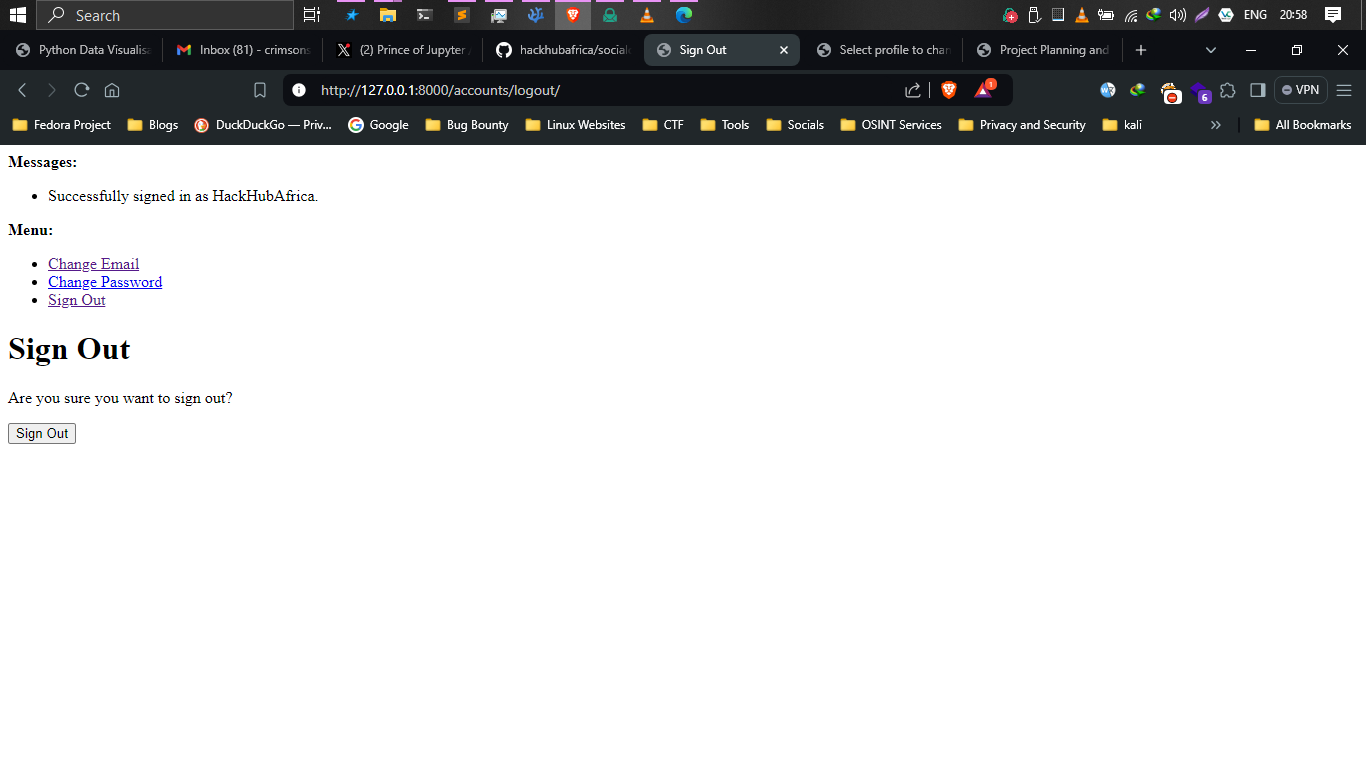 Search
ENG 20:58
Python Data Visualisa
Inbox (81) - crimsons
(2) Prince of Jupyter
hackhubafrica/sociale
Sign Out
Select profile to chan
Project Planning and
http://127.0.0.1:8000/accounts/logout/
1
6
VPN
Fedora Project
Blogs
DuckDuckGo — Priv...
Google
Bug Bounty
Linux Websites
CTF
Tools
Socials
OSINT Services
Privacy and Security
kali
»
All Bookmarks
Messages:
• Successfully signed in as HackHubAfrica.
Menu:
• Change Email
• Change Password
• Sign Out
Sign Out
Are you sure you want to sign out?
Sign Out